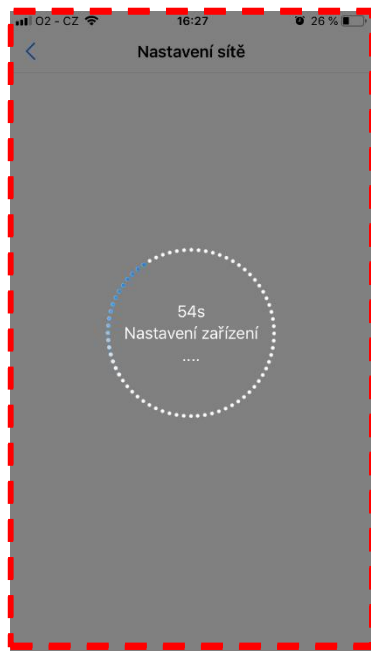 O2 - CZ 16:27 26 %
Nastavení sítě
54s
Nastavení zařízení
....